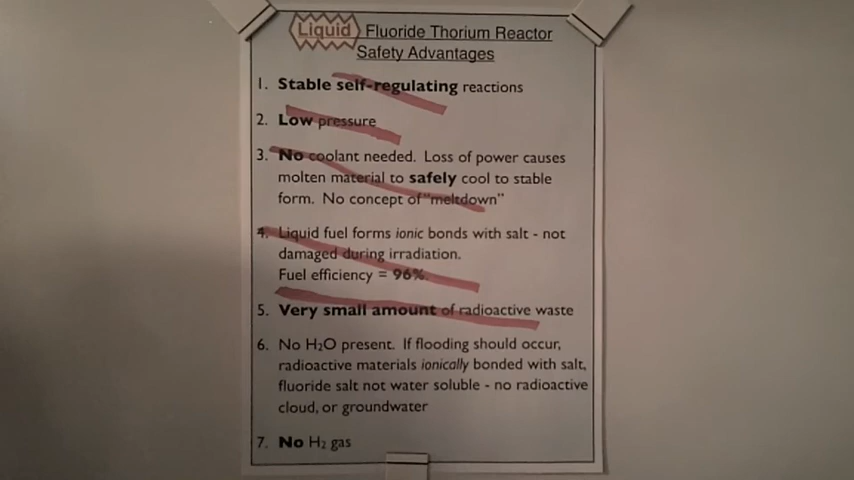 Liquid Fluoride Thorium Reactor
Safety Advantages
1. Stable self-regulating reactions
2. Low pressure
3. No coolant needed. Loss of power causes
molten material to safely cool to stable
form. No concept of "meltdown"
4. Liquid fuel forms ionic bonds with salt - not
damaged during irradiation.
Fuel efficiency = 96%.
5. Very small amount of radioactive waste
6. No H₂O present. If flooding should occur,
radioactive materials ionically bonded with salt,
fluoride salt not water soluble - no radioactive
cloud, or groundwater
7. No H₂ gas